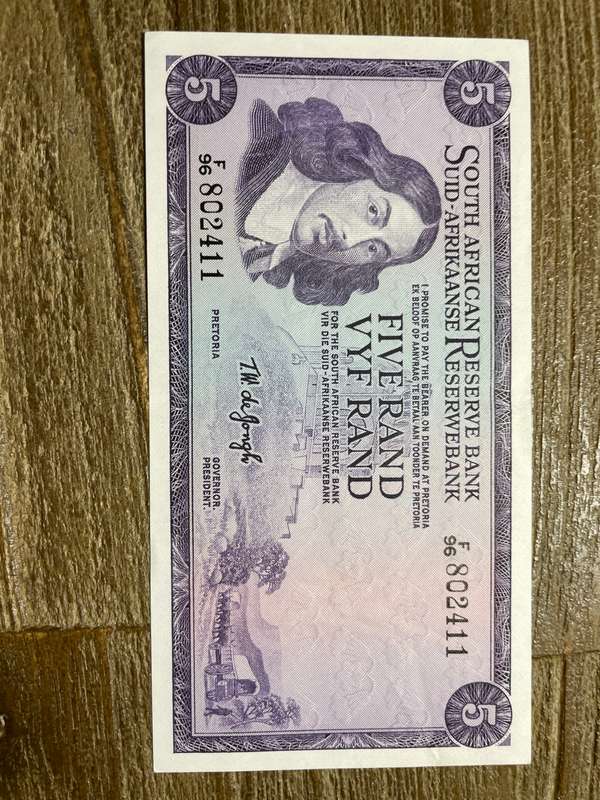 5
5
SOUTH AFRICAN RESERVE BANK
SUID-AFRIKAANSE RESERWEBANK
F
96 802411
I PROMISE TO PAY THE BEARER ON DEMAND AT PRETORIA
EK BELOOF OP AANVRAAG TE BETAAL AAN TOONDER TE PRETORIA
FIVE RAND
VYF RAND
FOR THE SOUTH AFRICAN RESERVE BANK
VIR DIE SUID-AFRIKAANSE RESERWEBANK
T.W. de Jongh
F
96 802411
PRETORIA
GOVERNOR.
PRESIDENT.
5